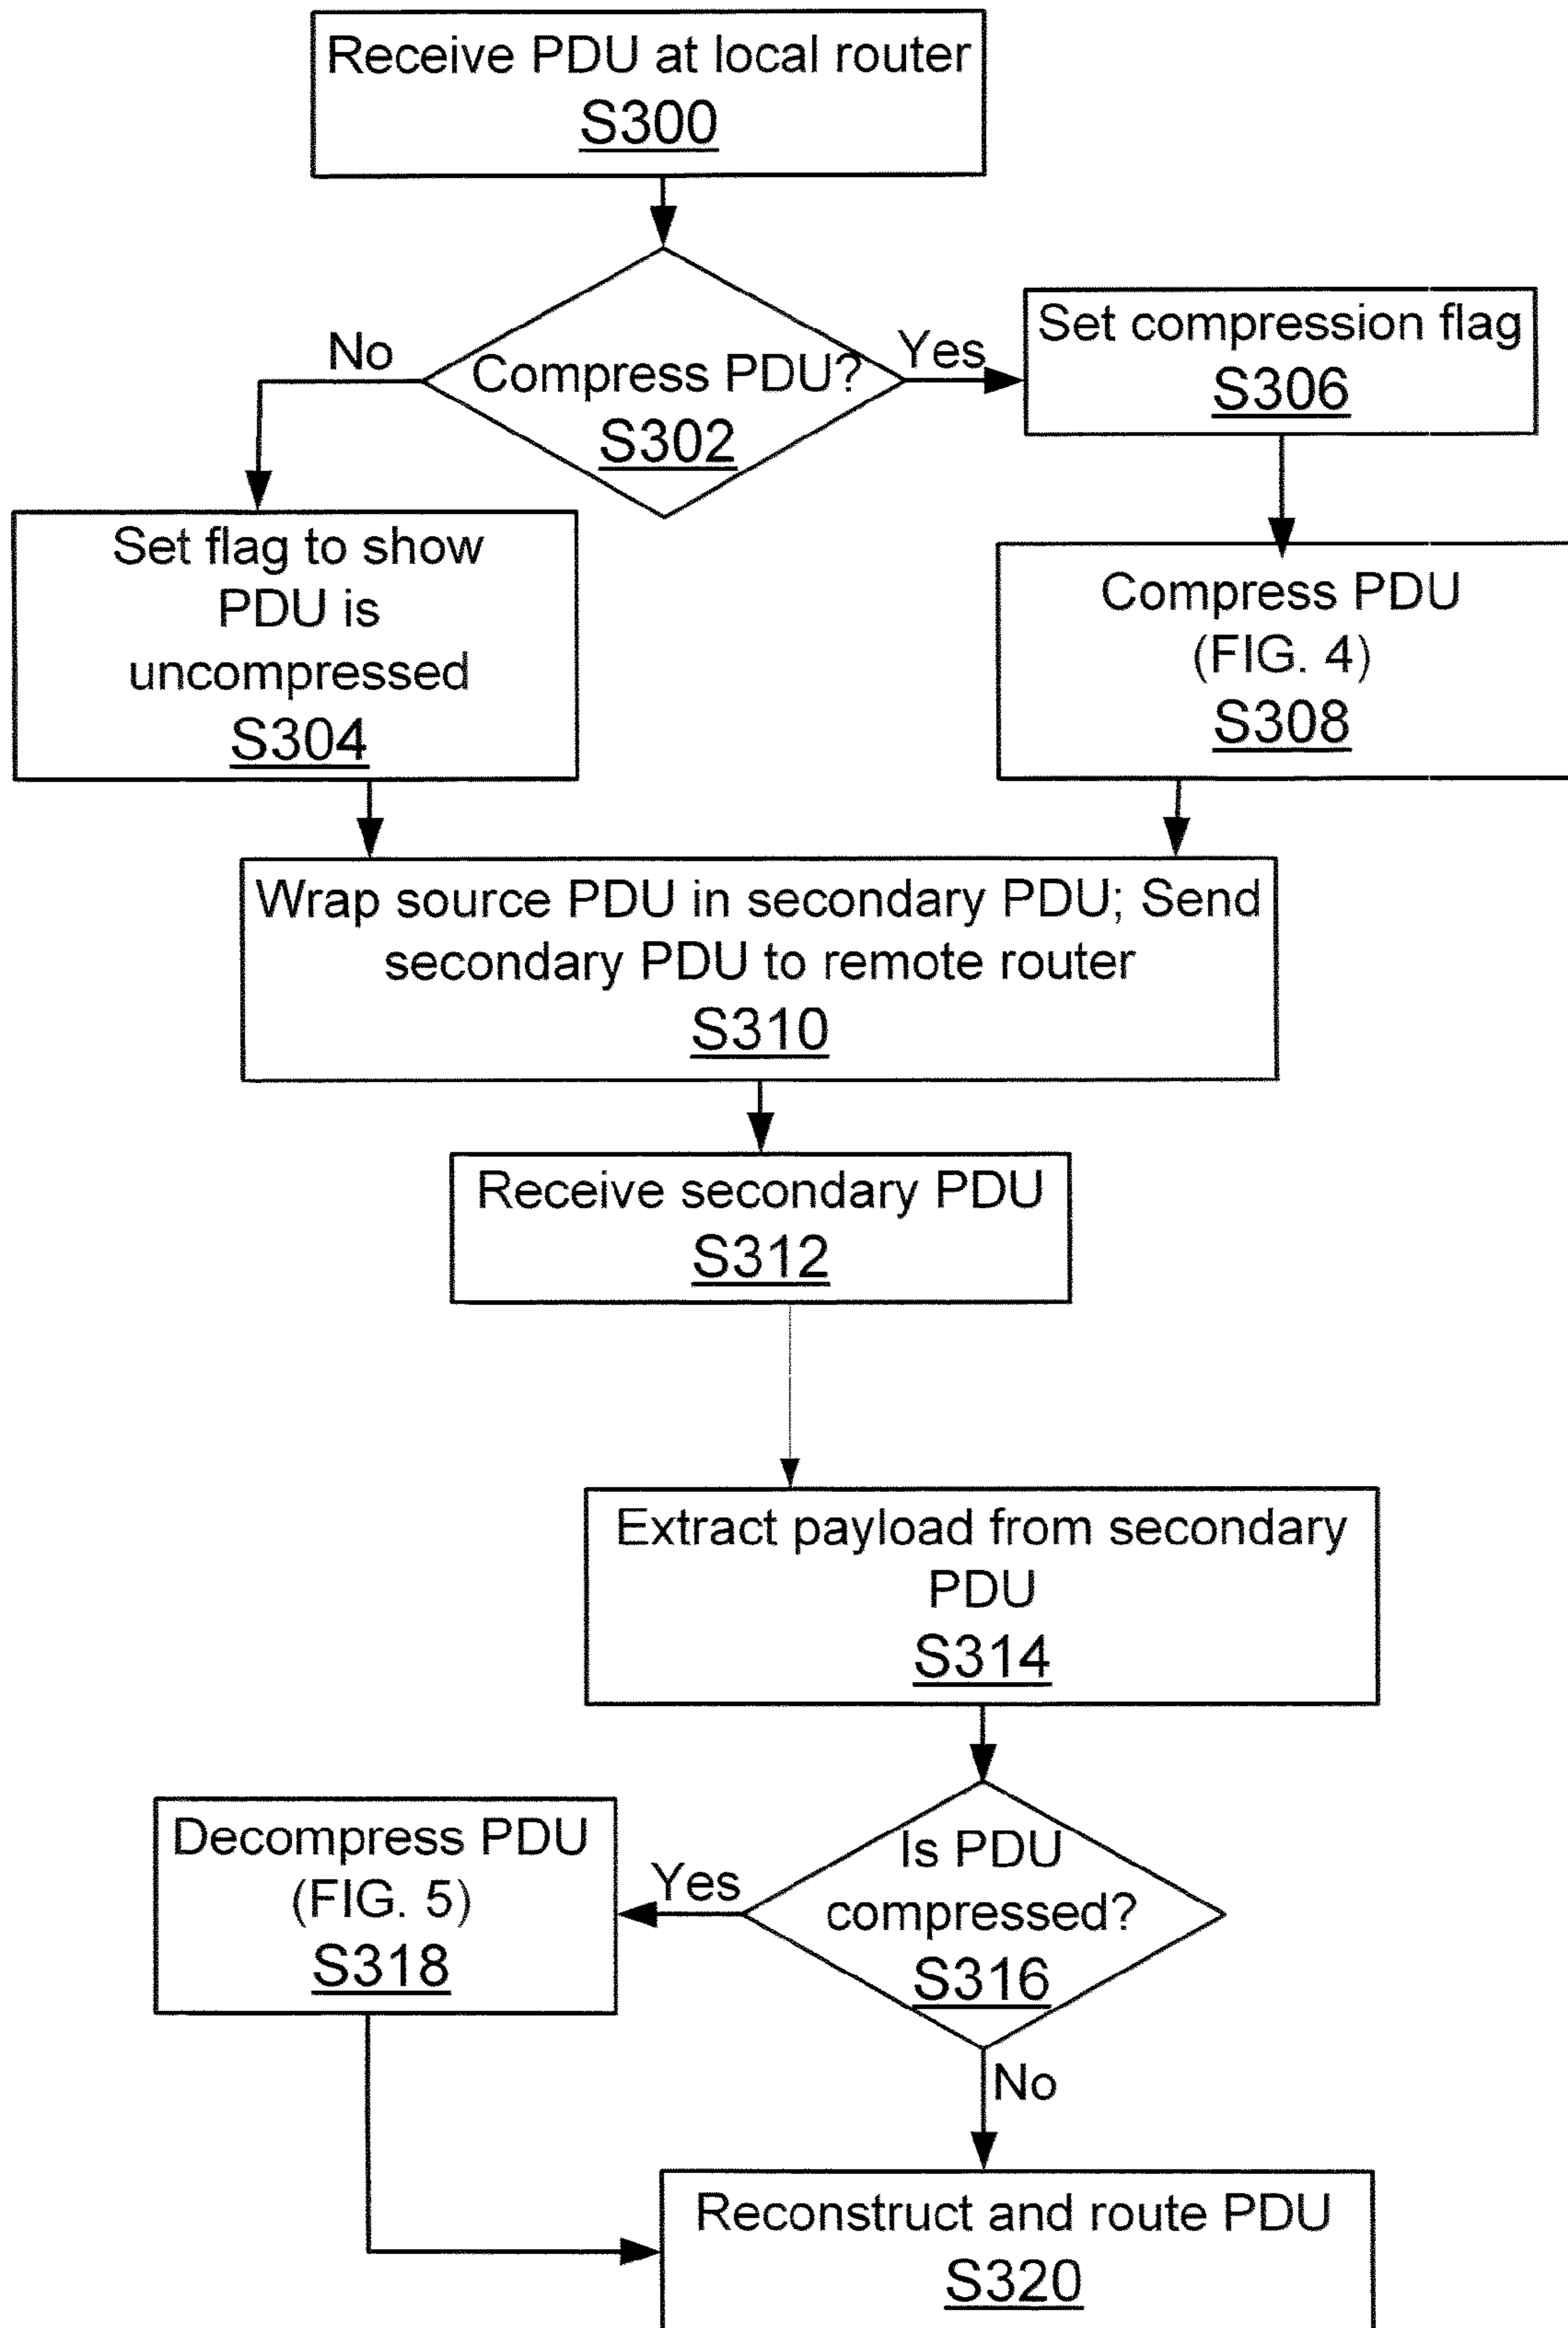 Receive PDU at local router
S300
No
Compress PDU?
S302
Yes
Set compression flag
S306
Set flag to show
PDU is
uncompressed
S304
Compress PDU
(FIG. 4)
S308
Wrap source PDU in secondary PDU; Send
secondary PDU to remote router
S310
Receive secondary PDU
S312
Extract payload from secondary
PDU
S314
Decompress PDU
(FIG. 5)
S318
Yes
Is PDU
compressed?
S316
No
Reconstruct and route PDU
S320